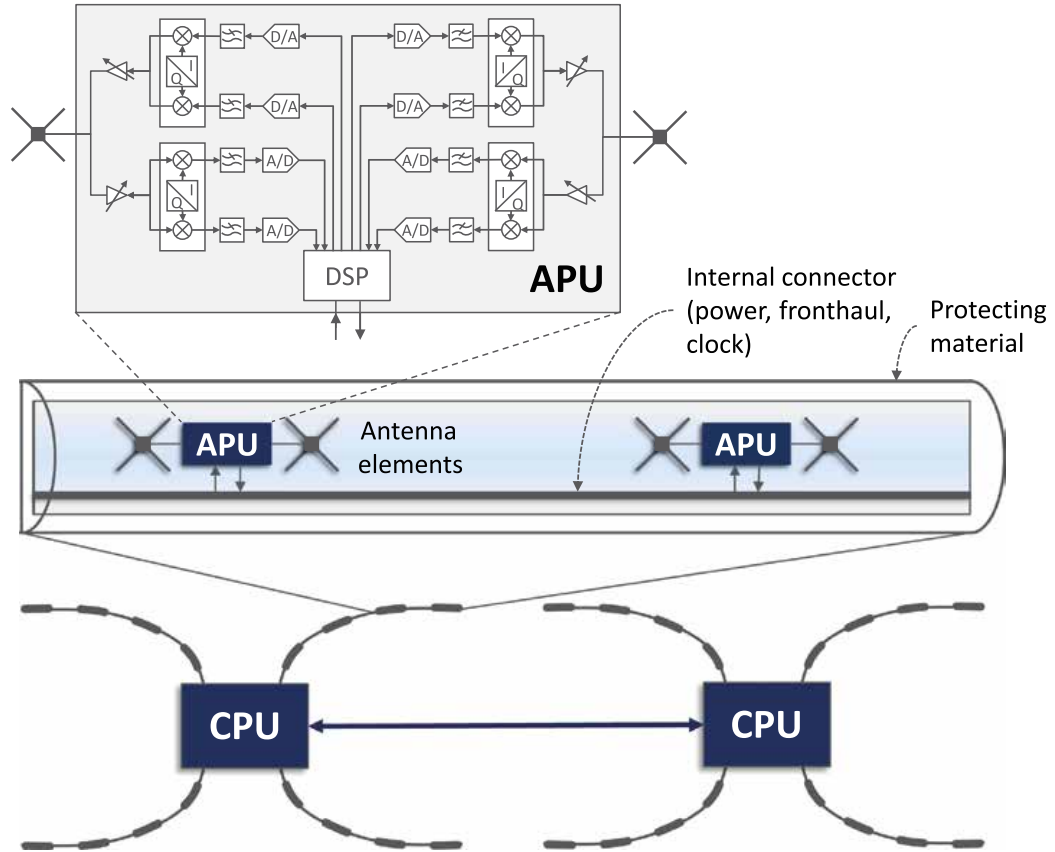 D/A D/A
I Q I Q
D/A D/A
A/D A/D
I Q I Q
A/D A/D
DSP
APU
Internal connector
(power, fronthaul,
clock)
Protecting
material
APU
Antenna
elements
APU
CPU
CPU